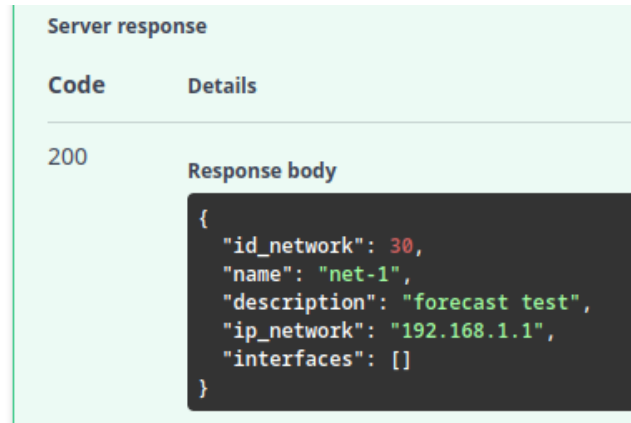 Server response
Code Details
200
Response body
{
  "id_network": 30,
  "name": "net-1",
  "description": "forecast test",
  "ip_network": "192.168.1.1",
  "interfaces": []
}